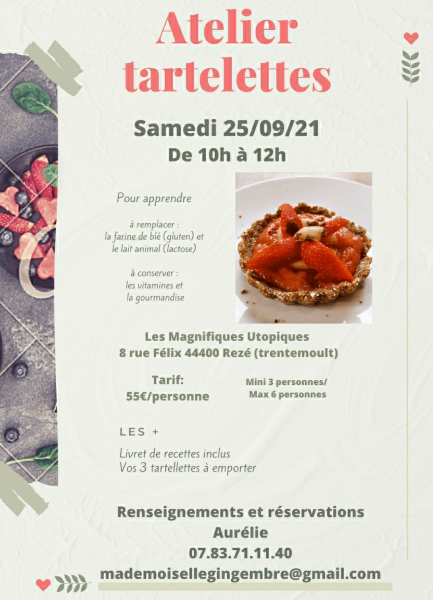 Atelier
tartelettes
Samedi 25/09/21
De 10h à 12h
Pour apprendre
à remplacer :
la farine de blé (gluten) et
le lait animal (lactose)
à conserver :
les vitamines et
la gourmandise
Les Magnifiques Utopiques
8 rue Félix 44400 Rezé (trentemoult)
Tarif:
55€/personne
Mini 3 personnes/
Max 6 personnes
LES +
Livret de recettes inclus
Vos 3 tartellettes à emporter
Renseignements et réservations
Aurélie
07.83.71.11.40
mademoisellegingembre@gmail.com